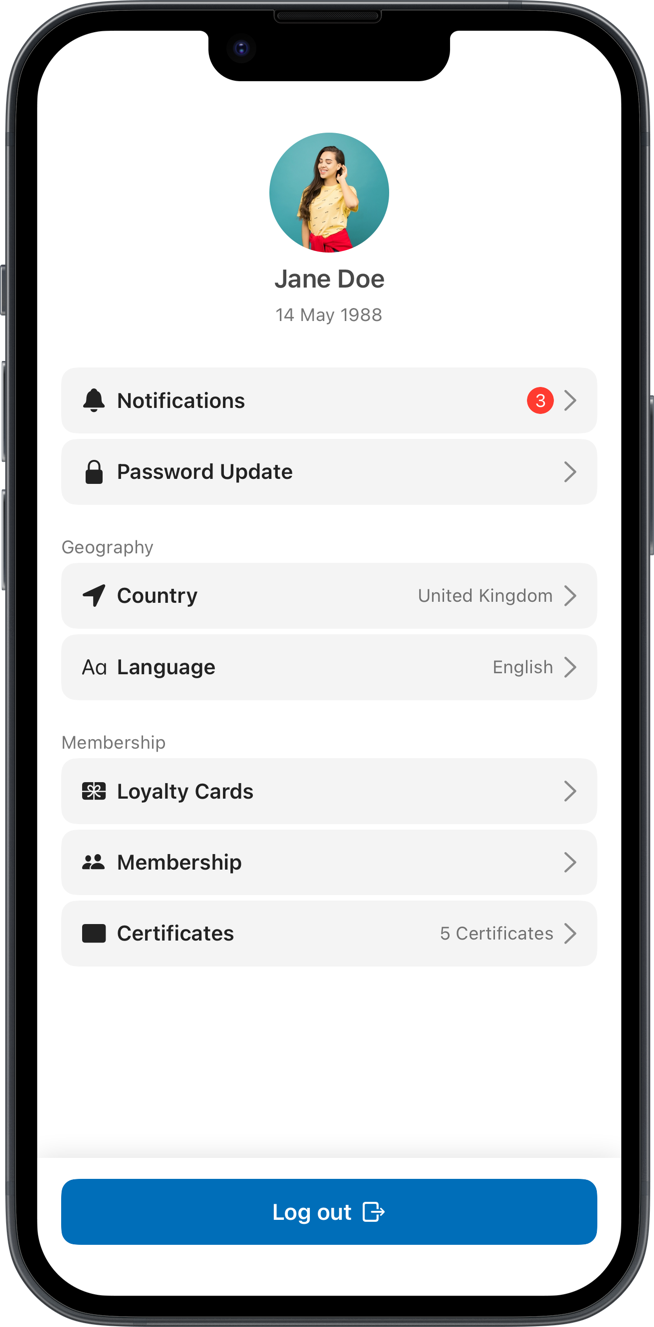 Jane Doe
14 May 1988
Notifications 3
Password Update
Geography
Country United Kingdom
Aa Language English
Membership
Loyalty Cards
Membership
Certificates 5 Certificates
Log out